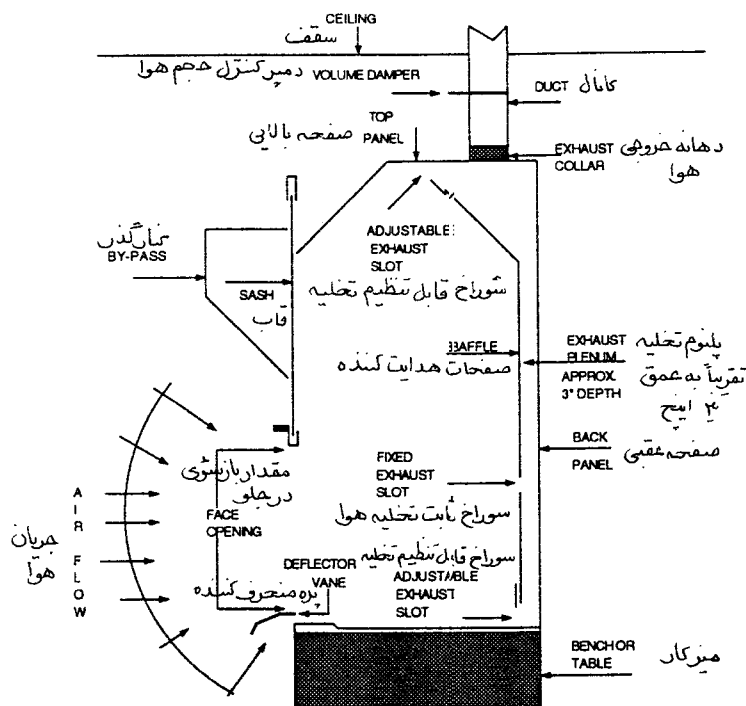 CEILING
سقف
دمپر کنترل حجم هوا
VOLUME DAMPER
DUCT
کانال
TOP
PANEL
صفحه بالایی
EXHAUST
COLLAR
دهانه خروجی
هوا
ADJUSTABLE
EXHAUST
SLOT
سوراخ قابل تنظیم تخلیه
کنارگذر
BY-PASS
SASH
قاب
BAFFLE
صفحات هدایت کننده
EXHAUST
PLENUM
APPROX.
3" DEPTH
پلنوم تخلیه
تقریباً به عمق
اینچ
BACK
PANEL
صفحه عقبی
FIXED
EXHAUST
SLOT
سوراخ ثابت تخلیه هوا
مقدار بازشوی
در جلو
FACE
OPENING
AIR FLOW
جریان
هوا
DEFLECTOR
VANE
پره منحرف کننده
سوراخ قابل تنظیم تخلیه
ADJUSTABLE
EXHAUST
SLOT
BENCH OR
TABLE
میز کار